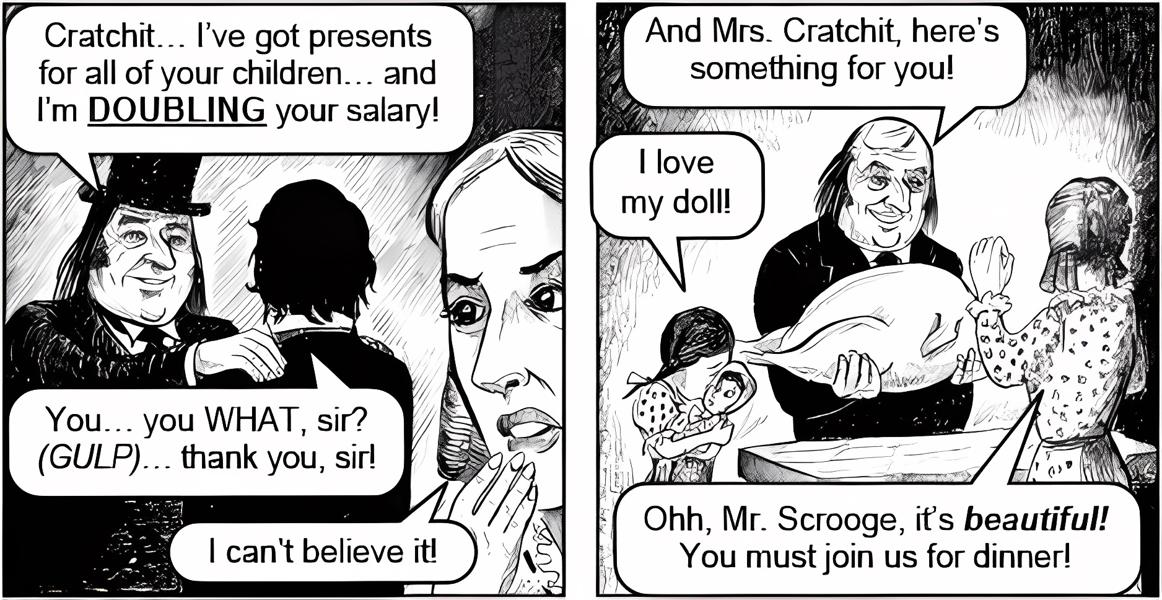 Cratchit... I've got presents
for all of your children... and
I'm DOUBLING your salary!
You... you WHAT, sir?
(GULP)... thank you, sir!
I can't believe it!
And Mrs. Cratchit, here's
something for you!
I love
my doll!
Ohh, Mr. Scrooge, it's beautiful!
You must join us for dinner!